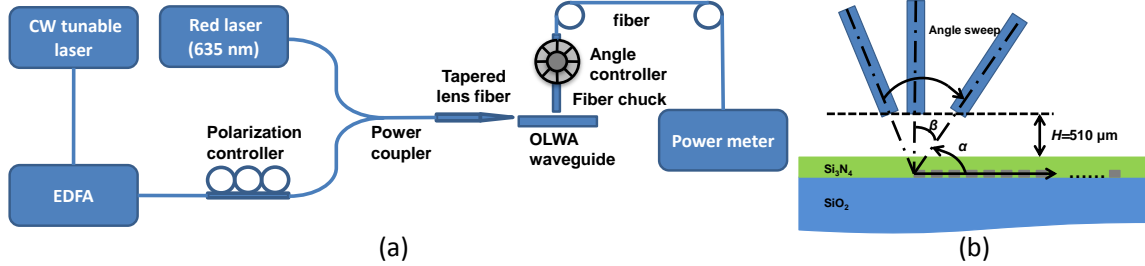 CW tunable
laser
Red laser
(635 nm)
EDFA
Polarization
controller
Power
coupler
Tapered
lens fiber
fiber
Angle
controller
Fiber chuck
OLWA
waveguide
Power meter
(a)
Angle sweep
β
H=510 μm
α
Si₃N₄
SiO₂
(b)